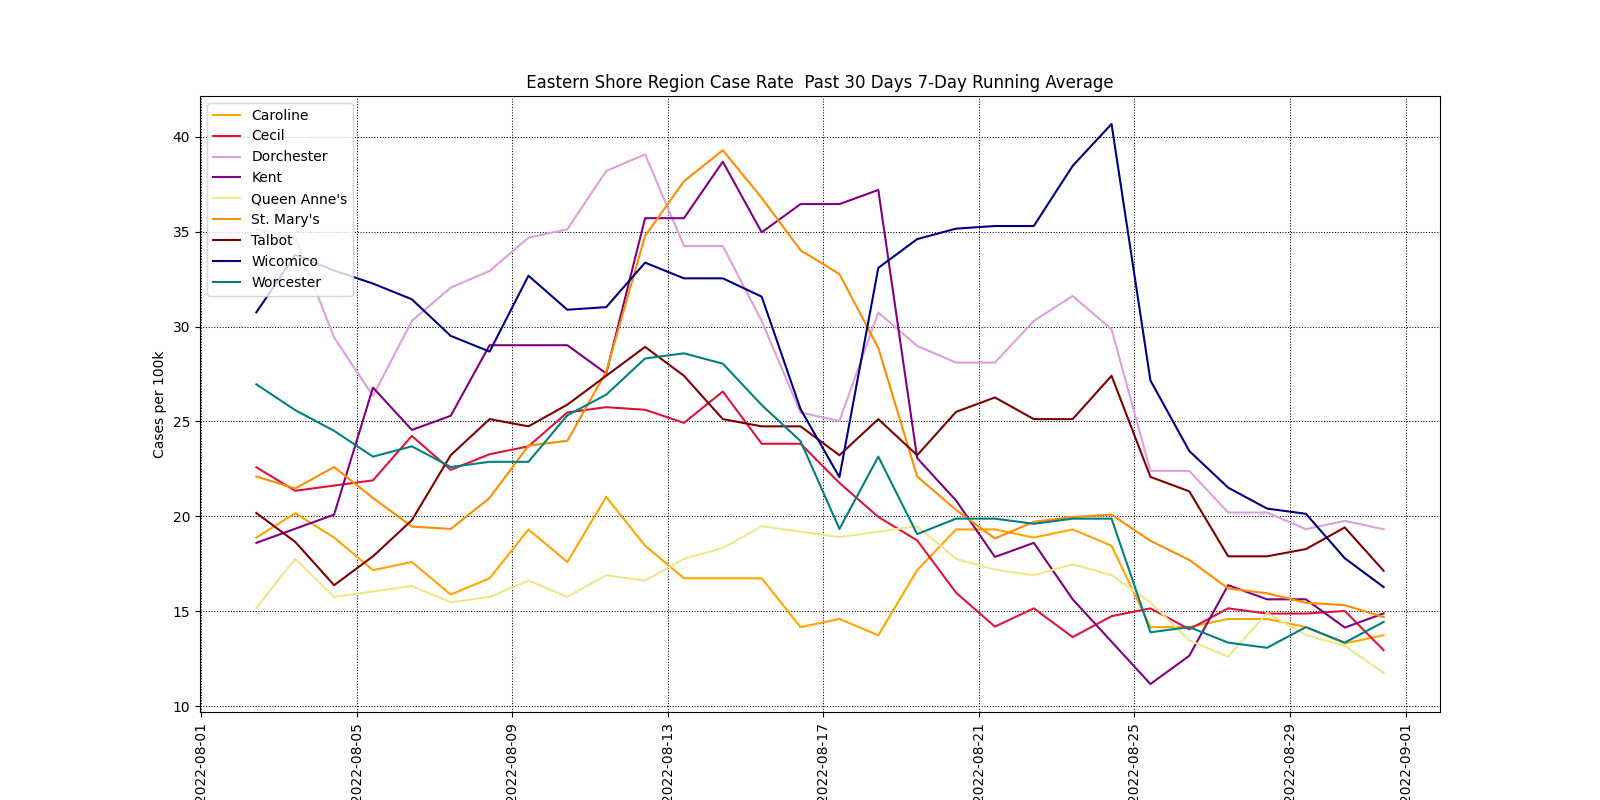 Eastern Shore Region Case Rate  Past 30 Days 7-Day Running Average
Caroline
Cecil
Dorchester
Kent
Queen Anne's
St. Mary's
Talbot
Wicomico
Worcester
Cases per 100k
40
35
30
25
20
15
10
2022-08-01
2022-08-05
2022-08-09
2022-08-13
2022-08-17
2022-08-21
2022-08-25
2022-08-29
2022-09-01